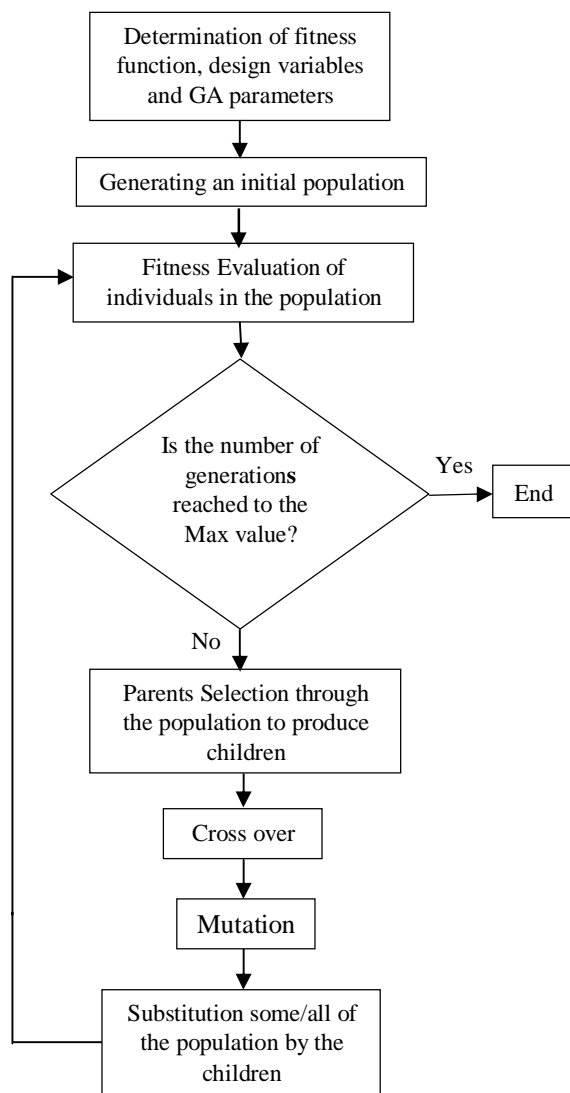 Determination of fitness
function, design variables
and GA parameters
Generating an initial population
Fitness Evaluation of
individuals in the population
Is the number of
generations
reached to the
Max value?
Yes
End
No
Parents Selection through
the population to produce
children
Cross over
Mutation
Substitution some/all of
the population by the
children